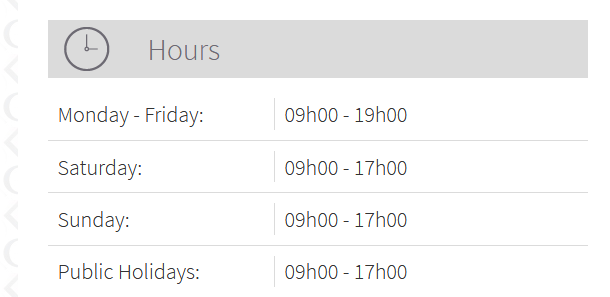 Hours
Monday - Friday: 09h00 - 19h00
Saturday: 09h00 - 17h00
Sunday: 09h00 - 17h00
Public Holidays: 09h00 - 17h00